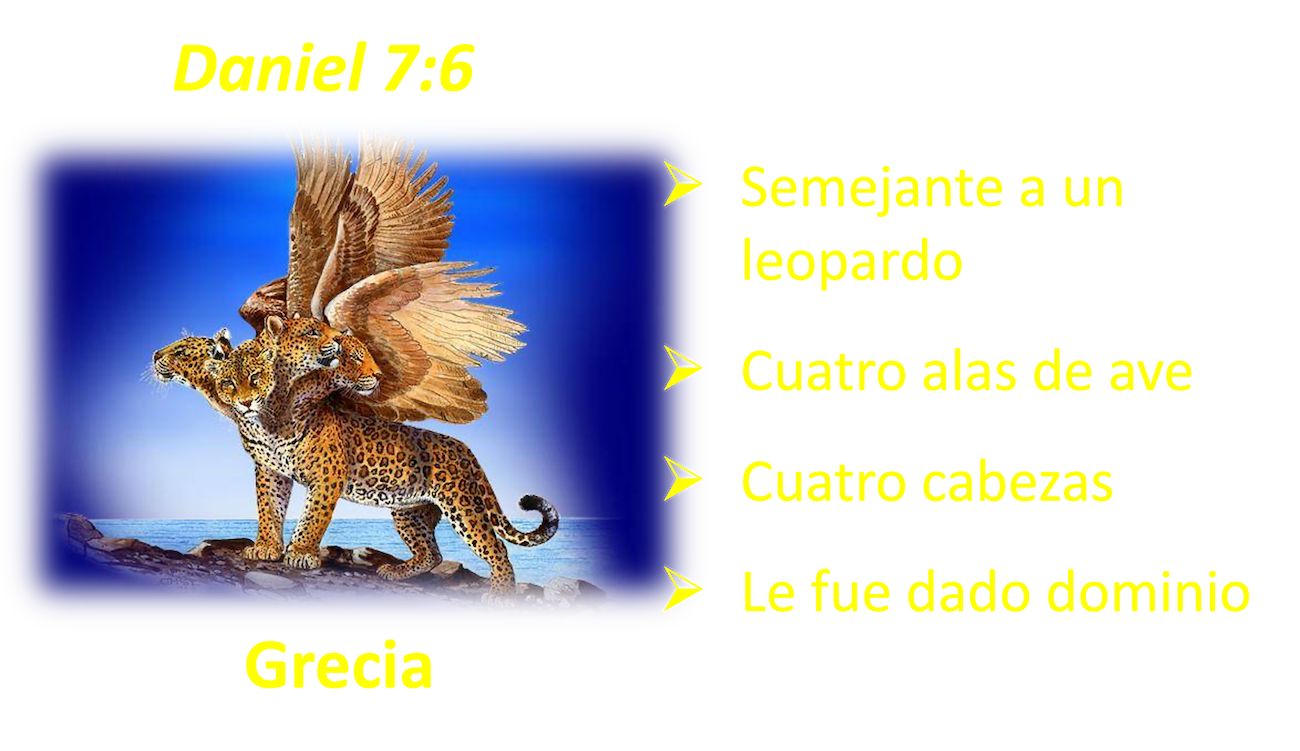 Daniel 7:6
➢ Semejante a un
leopardo
➢ Cuatro alas de ave
➢ Cuatro cabezas
➢ Le fue dado dominio
Grecia